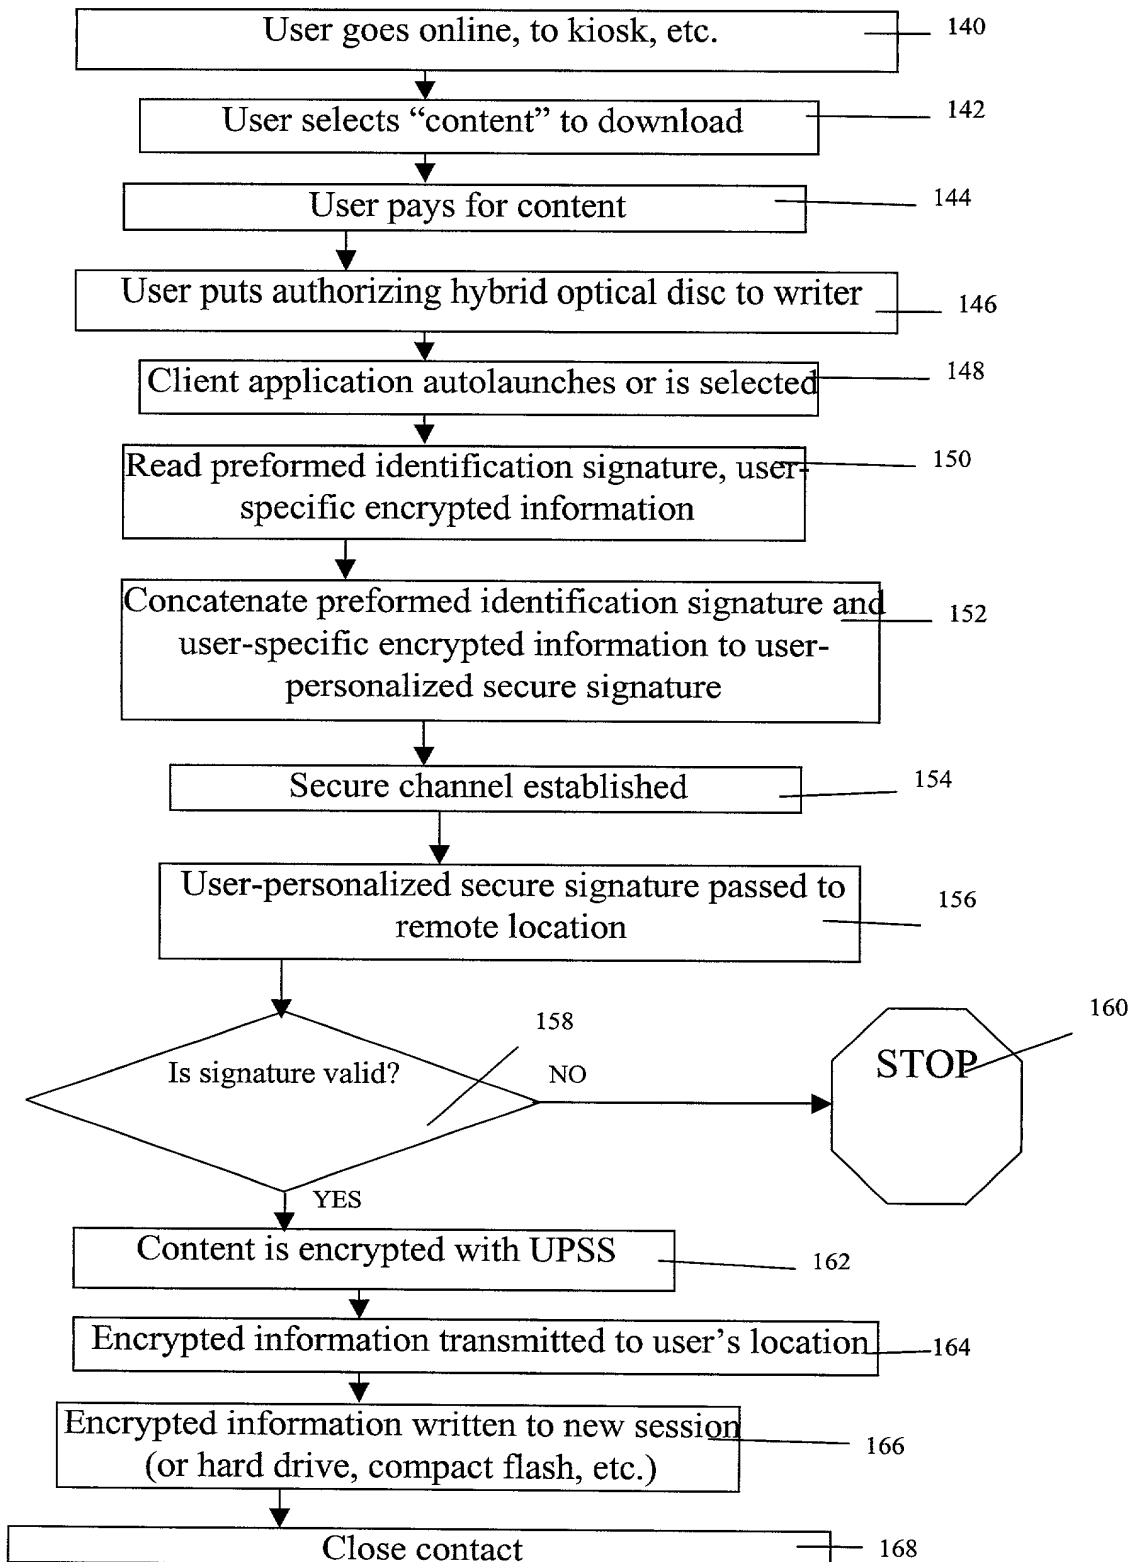 User goes online, to kiosk, etc.
140
User selects “content” to download
142
User pays for content
144
User puts authorizing hybrid optical disc to writer
146
Client application autolaunches or is selected
148
Read preformed identification signature, user-
specific encrypted information
150
Concatenate preformed identification signature and
user-specific encrypted information to user-
personalized secure signature
152
Secure channel established
154
User-personalized secure signature passed to
remote location
156
Is signature valid?
158
NO
STOP
160
YES
Content is encrypted with UPSS
162
Encrypted information transmitted to user’s location
164
Encrypted information written to new session
(or hard drive, compact flash, etc.)
166
Close contact
168